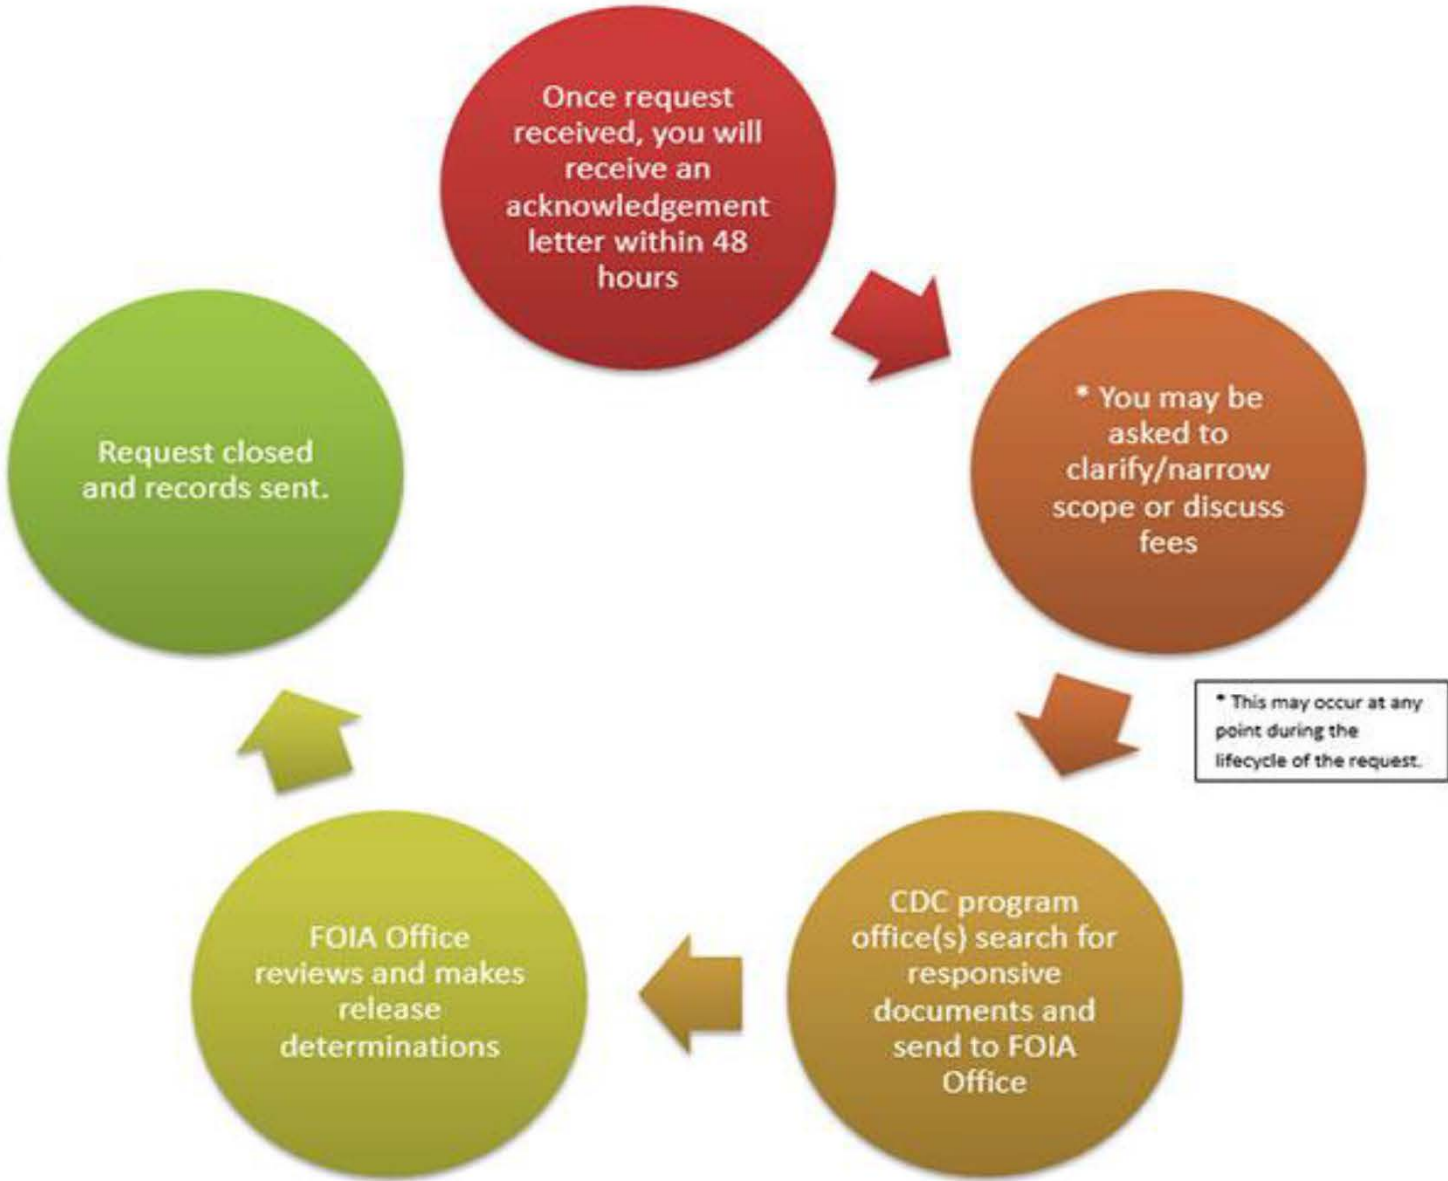 Once request
received, you will
receive an
acknowledgement
letter within 48
hours
* You may be
asked to
clarify/narrow
scope or discuss
fees
* This may occur at any
point during the
lifecycle of the request.
CDC program
office(s) search for
responsive
documents and
send to FOIA
Office
FOIA Office
reviews and makes
release
determinations
Request closed
and records sent.